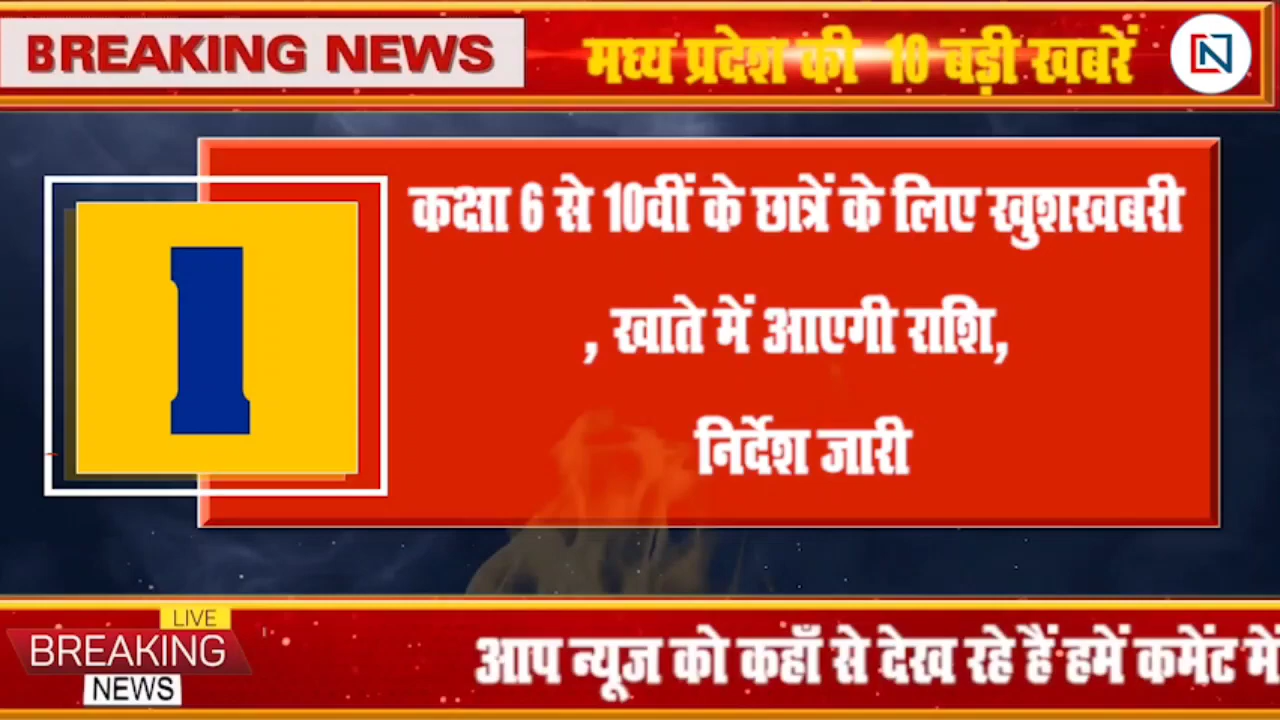 BREAKING NEWS
मध्य प्रदेश की 10 बड़ी खबरें
N
1
कक्षा 6 से 10वीं के छात्रें के लिए खुशखबरी
, खाते में आएगी राशि,
निर्देश जारी
LIVE
BREAKING
NEWS
आप न्यूज को कहाँ से देख रहे हैं हमें कमेंट में